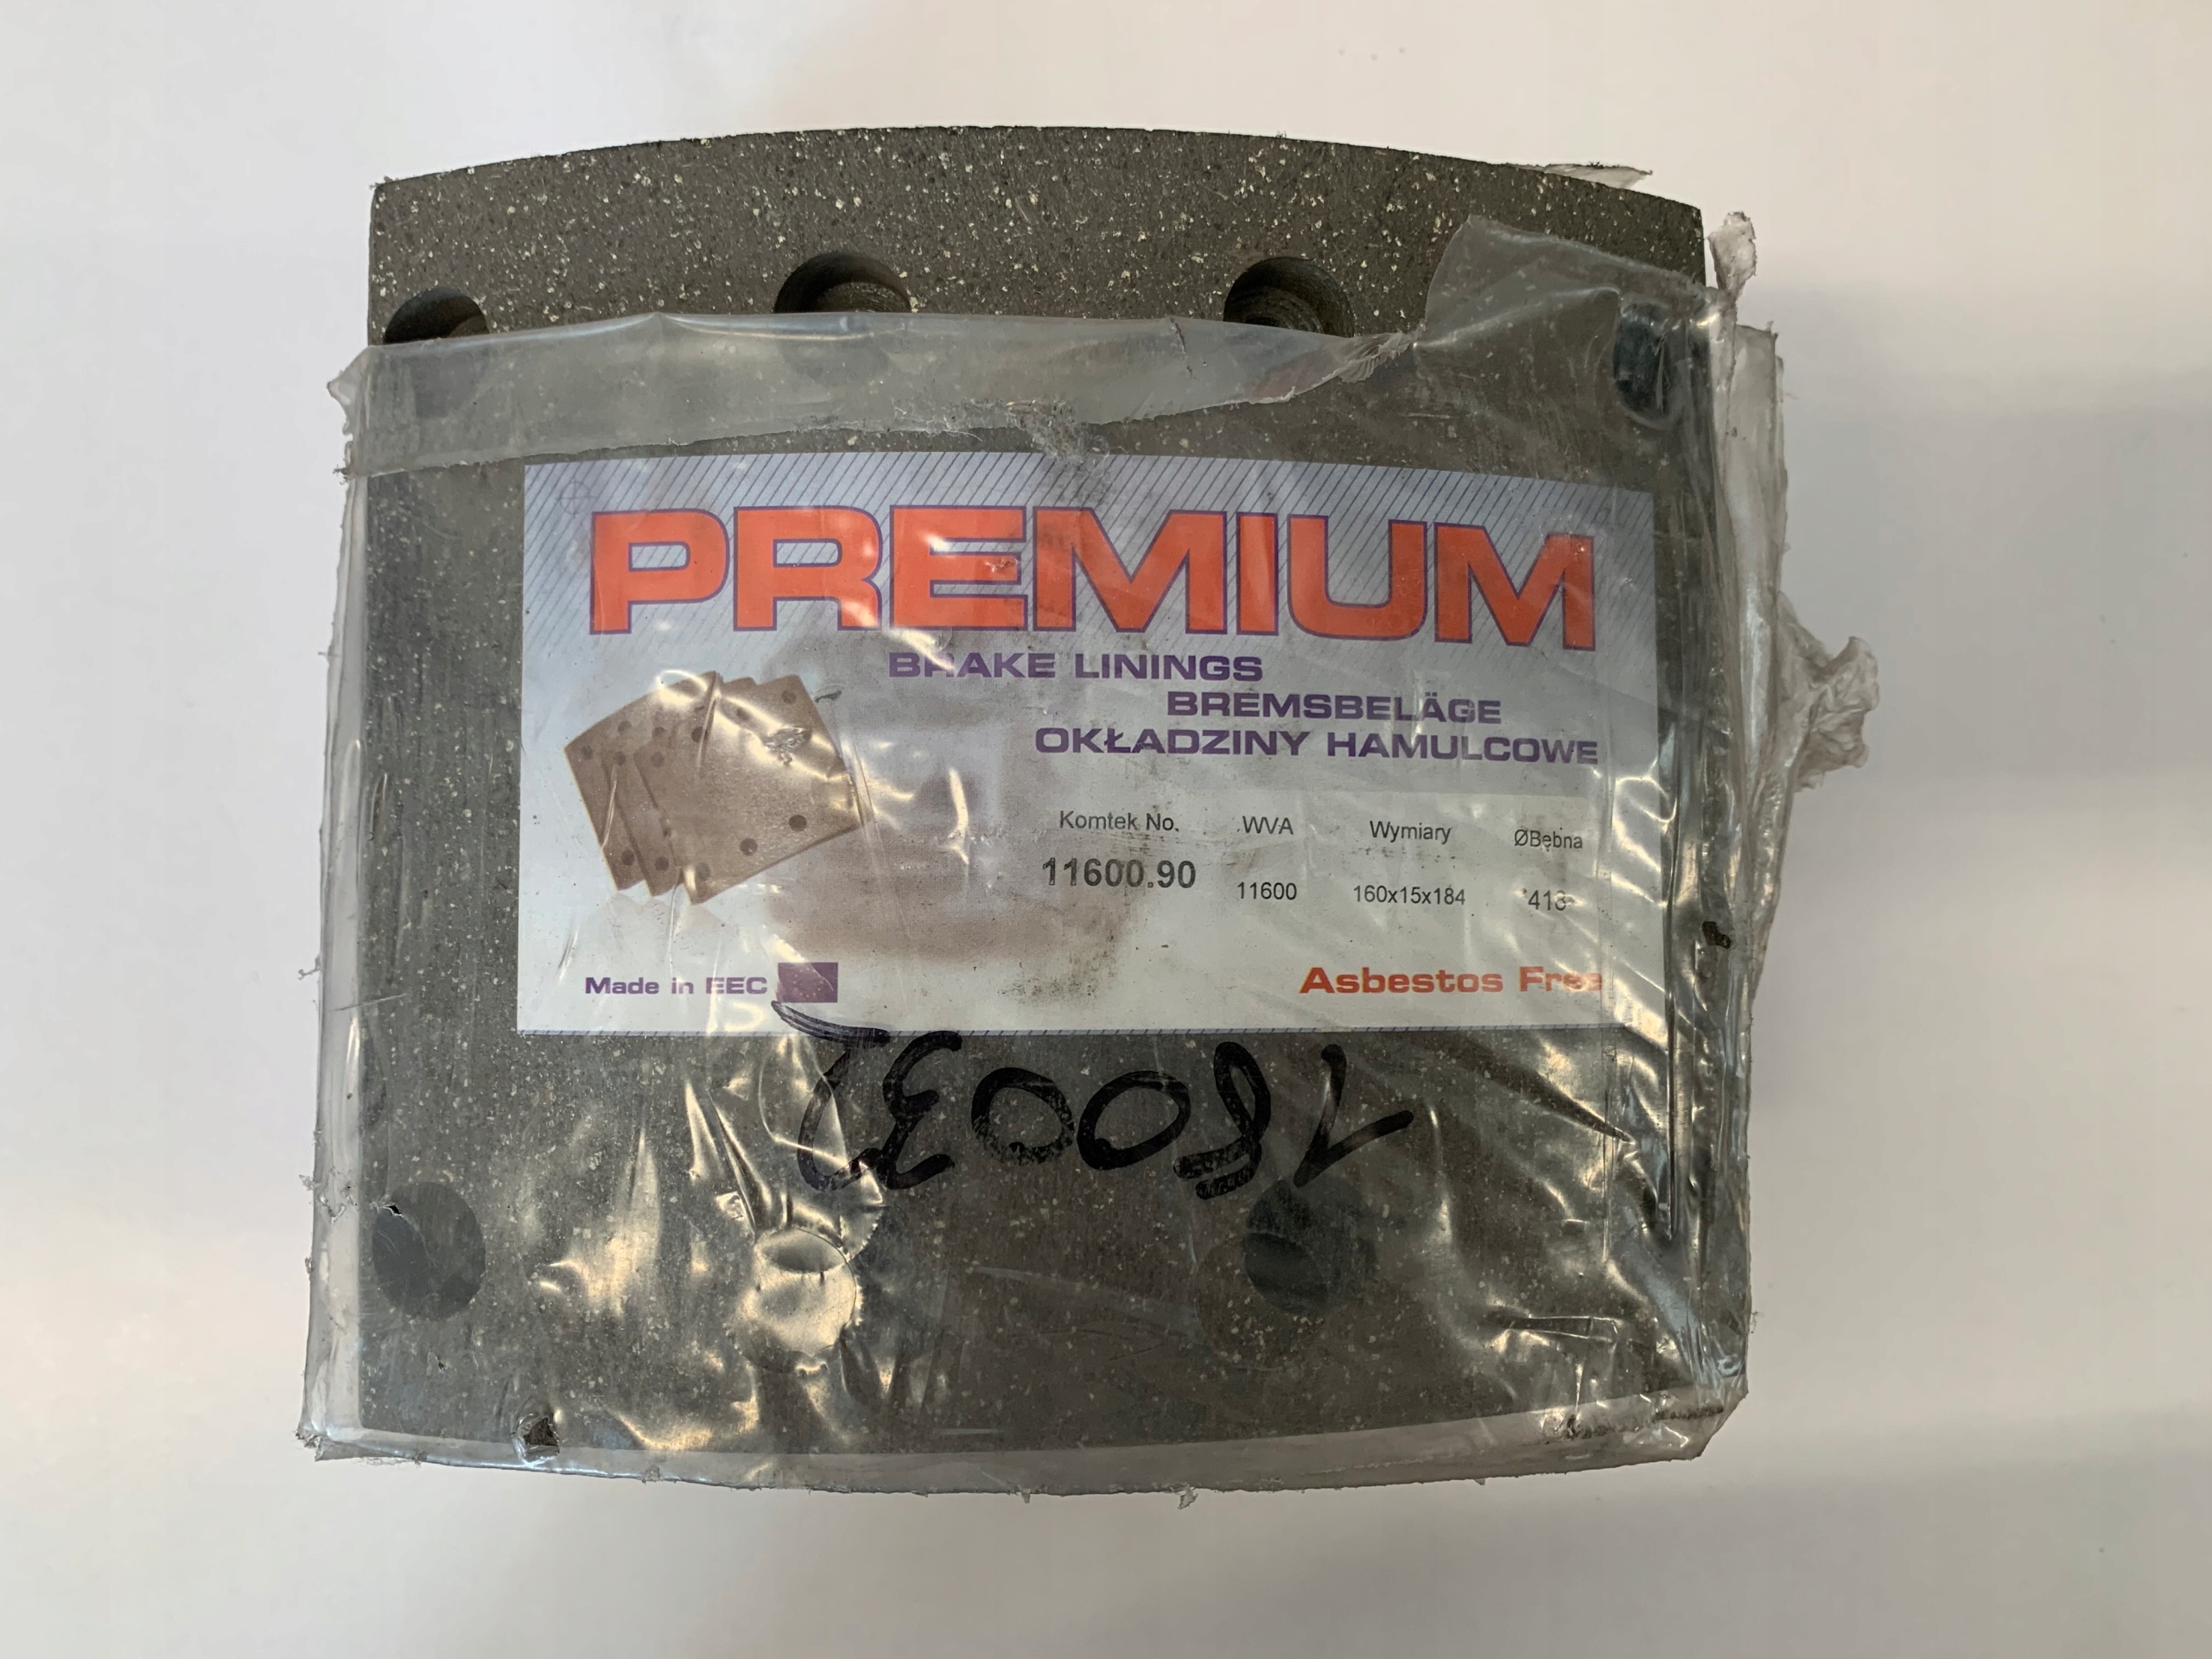 PREMIUM
BRAKE LININGS
BREMSBELÄGE
OKŁADZINY HAMULCOWE
Komtek No. WVA Wymiary ØBębna
11600.90 11600 160x15x184
Made in EEC
Asbestos Free